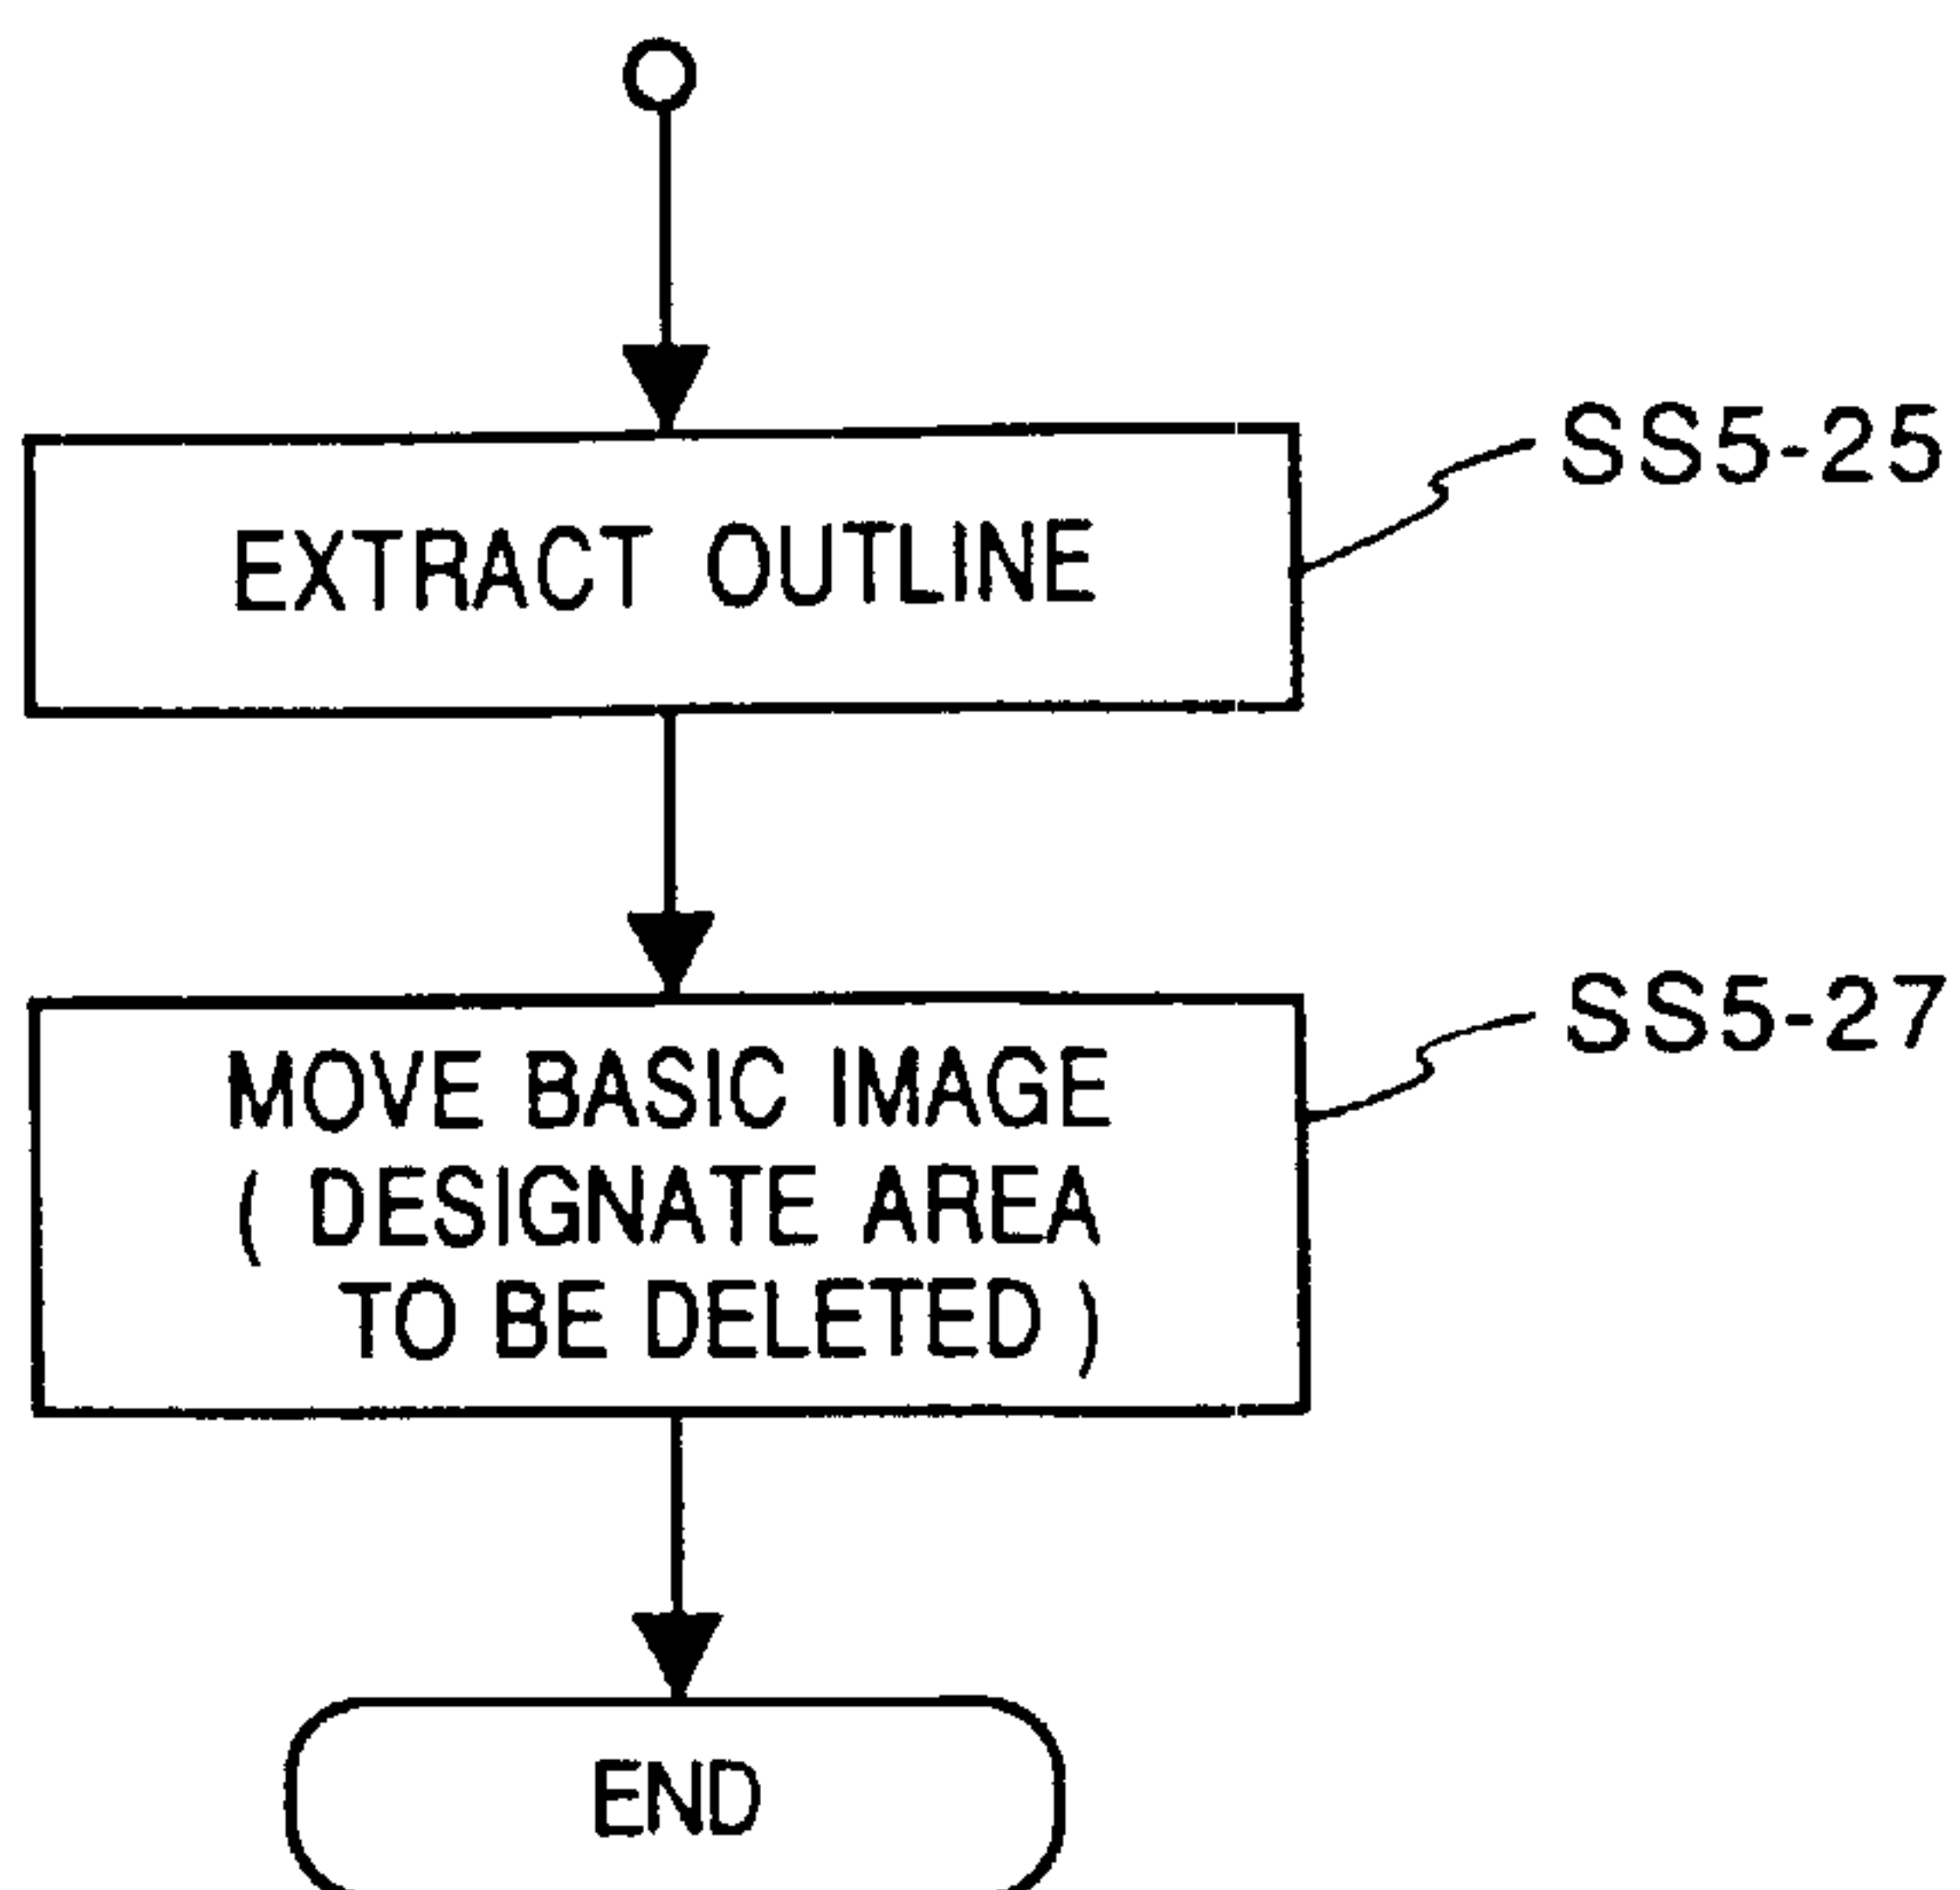 EXTRACT OUTLINE
SS5-25
MOVE BASIC IMAGE
( DESIGNATE AREA
TO BE DELETED )
SS5-27
END